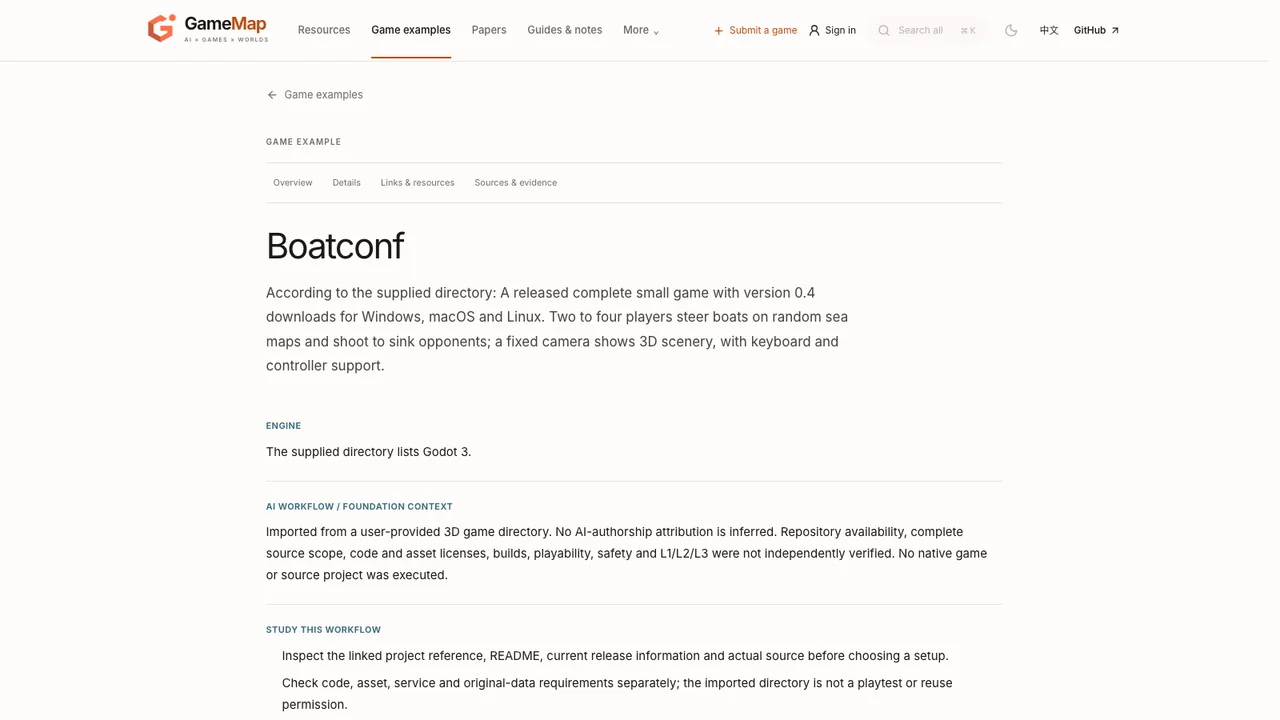 GameMap
AI × GAMES × WORLDS
Resources
Game examples
Papers
Guides & notes
More
+ Submit a game
Sign in
Search all
⌘ K
中文
GitHub ↗
← Game examples
GAME EXAMPLE
Overview
Details
Links & resources
Sources & evidence
Boatconf
According to the supplied directory: A released complete small game with version 0.4
downloads for Windows, macOS and Linux. Two to four players steer boats on random sea
maps and shoot to sink opponents; a fixed camera shows 3D scenery, with keyboard and
controller support.
ENGINE
The supplied directory lists Godot 3.
AI WORKFLOW / FOUNDATION CONTEXT
Imported from a user-provided 3D game directory. No AI-authorship attribution is inferred. Repository availability, complete
source scope, code and asset licenses, builds, playability, safety and L1/L2/L3 were not independently verified. No native game
or source project was executed.
STUDY THIS WORKFLOW
Inspect the linked project reference, README, current release information and actual source before choosing a setup.
Check code, asset, service and original-data requirements separately; the imported directory is not a playtest or reuse
permission.